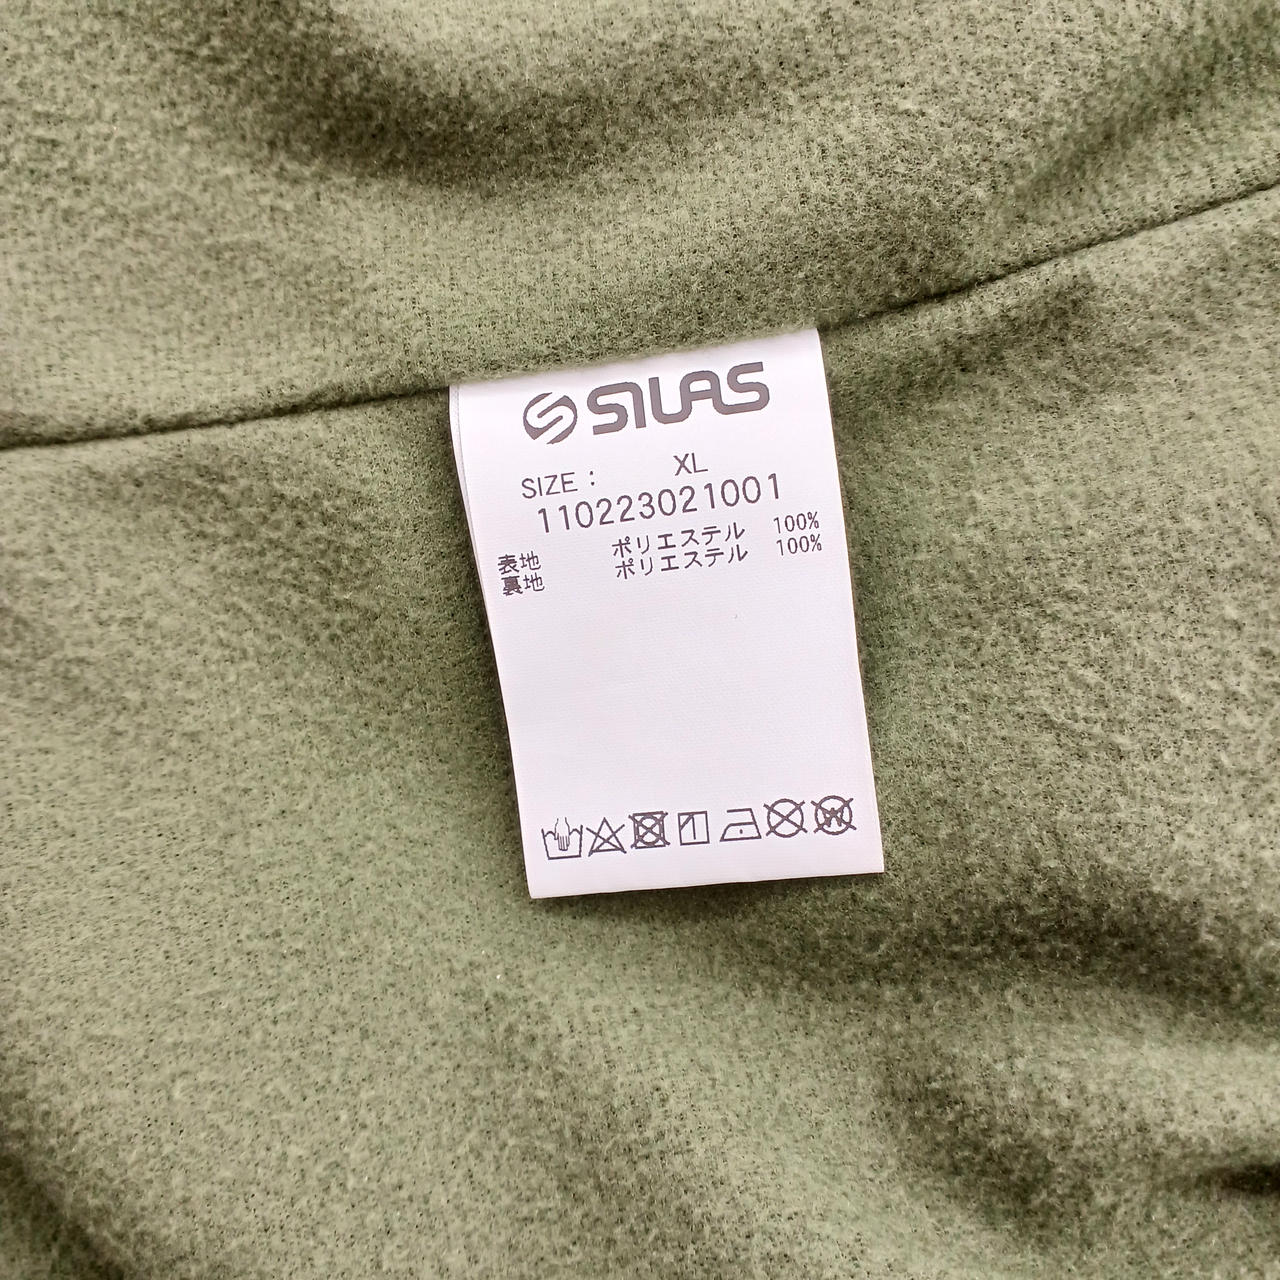 SILAS
SIZE : XL
110223021001
表地 ポリエステル 100%
裏地 ポリエステル 100%
W